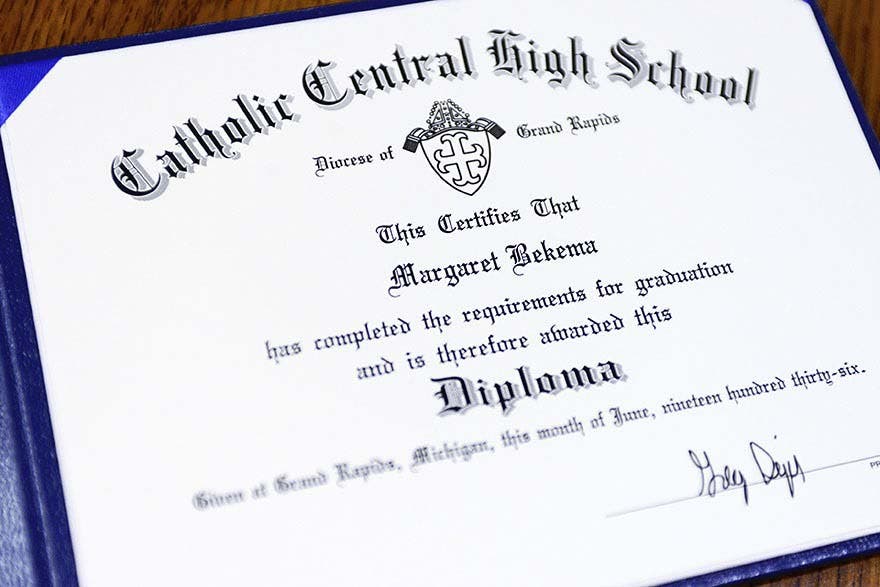 Catholic Central High School
Diocese of Grand Rapids
This Certifies That
Margaret Bekema
has completed the requirements for graduation
and is therefore awarded this
Diploma
Given at Grand Rapids, Michigan, this month of June, nineteen hundred thirty-six.